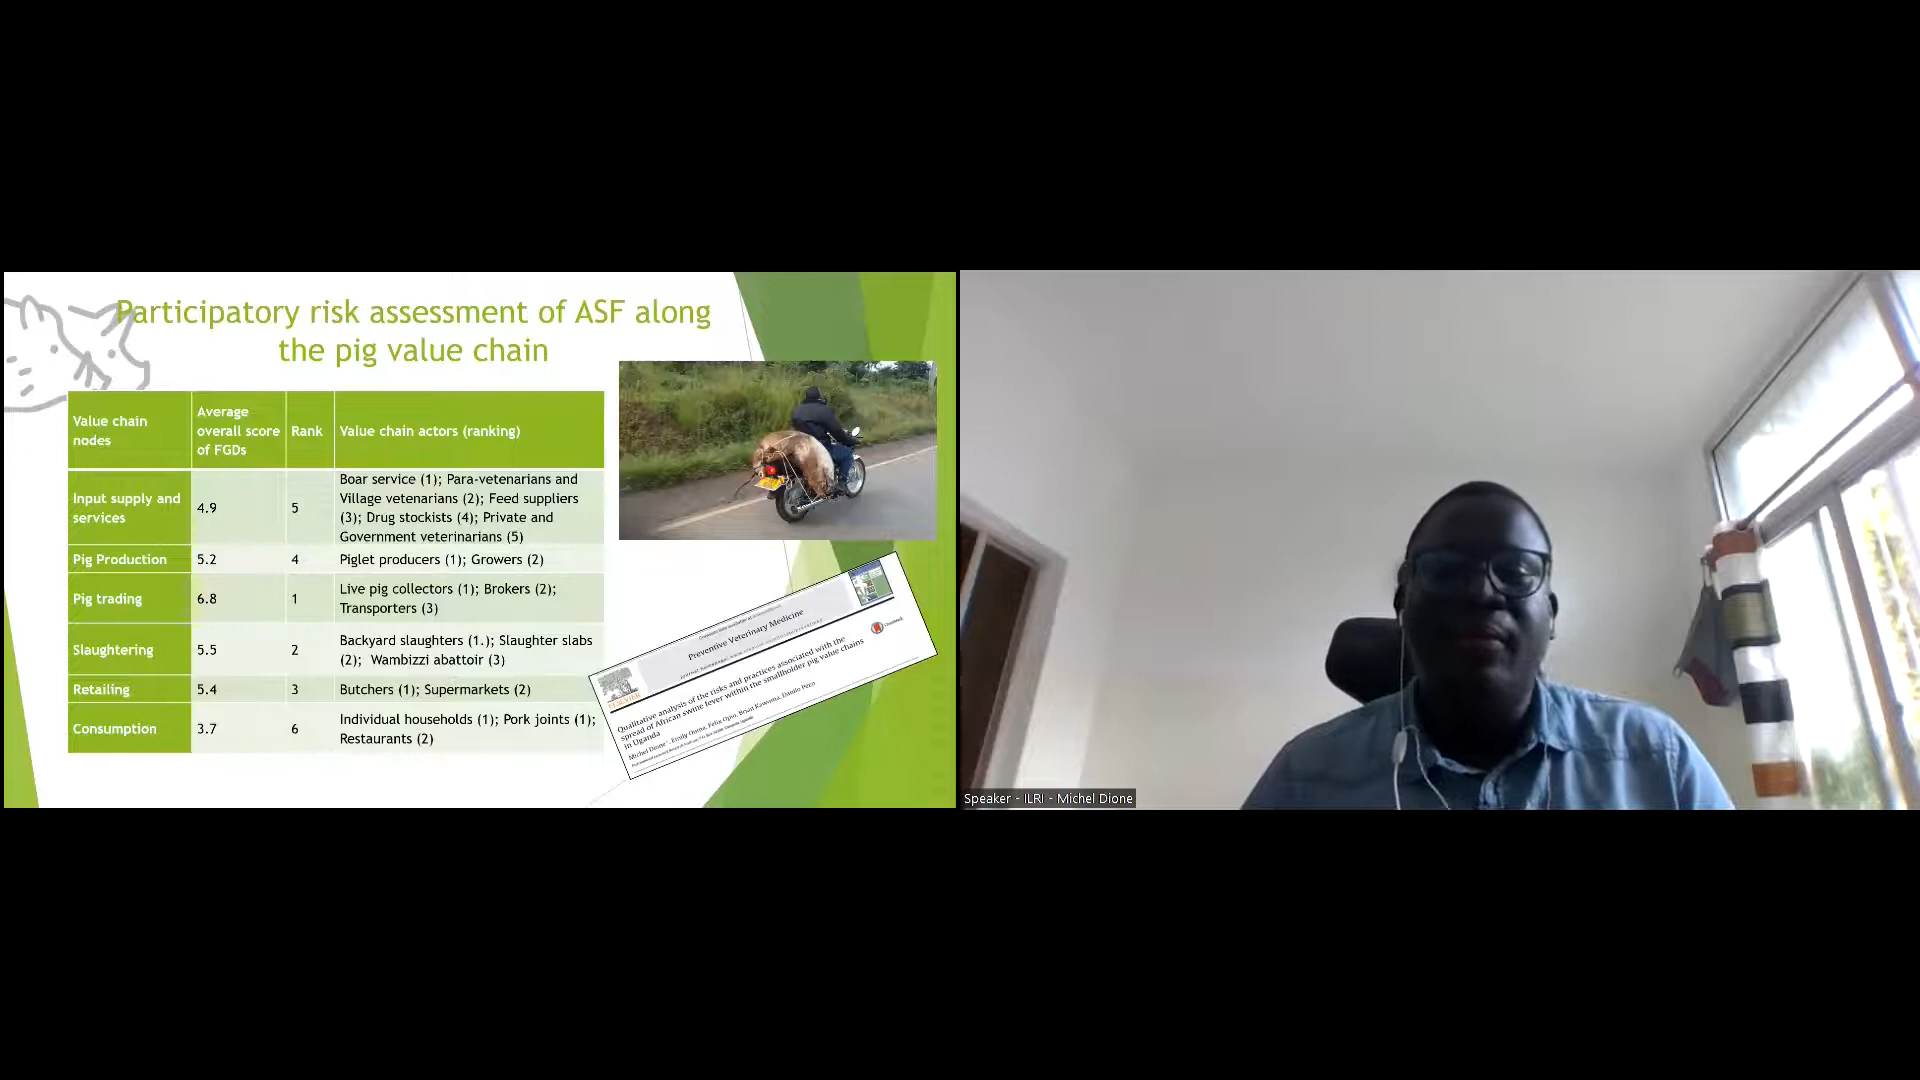 Participatory risk assessment of ASF along
the pig value chain
Value chain
nodes
Average
overall score
of FGDs
Rank
Value chain actors (ranking)
Input supply and
services
4.9
5
Boar service (1); Para-vetenarians and
Village vetenarians (2); Feed suppliers
(3); Drug stockists (4); Private and
Government veterinarians (5)
Pig Production
5.2
4
Piglet producers (1); Growers (2)
Pig trading
6.8
1
Live pig collectors (1); Brokers (2);
Transporters (3)
Slaughtering
5.5
2
Backyard slaughters (1.); Slaughter slabs
(2); Wambizzi abattoir (3)
Retailing
5.4
3
Butchers (1); Supermarkets (2)
Consumption
3.7
6
Individual households (1); Pork joints (1);
Restaurants (2)
Preventive Veterinary Medicine
ELSEVIER
Qualitative analysis of the risks and practices associated with the
spread of African swine fever within the smallholder pig value chains
in Uganda
Michel Dione
Speaker - ILRI - Michel Dione